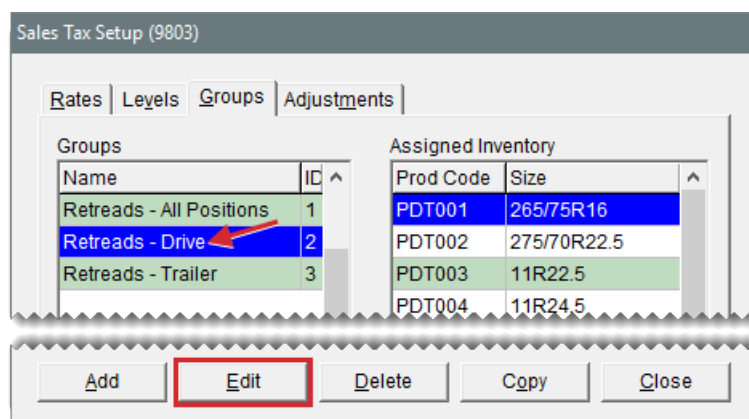 Sales Tax Setup (9803)
Rates Levels Groups Adjustments
Groups Assigned Inventory
Name ID Prod Code Size
Retreads - All Positions 1 PDT001 265/75R16
Retreads - Drive 2 PDT002 275/70R22.5
Retreads - Trailer 3 PDT003 11R22.5
PDT004 11R24.5
Add Edit Delete Copy Close